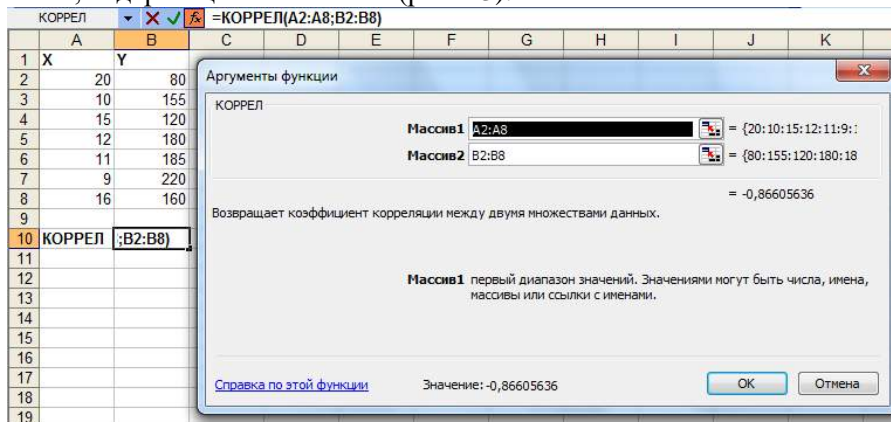 КОРРЕЛ =КОРРЕЛ(A2:A8;B2:B8)
A B C D E F G H I J K
1 X Y
2 20 80
3 10 155
4 15 120
5 12 180
6 11 185
7 9 220
8 16 160
9
10 КОРРЕЛ ;B2:B8)
11
12
13
14
15
16
17
18
19
Аргументы функции
КОРРЕЛ
Массив1 A2:A8 = {20:10:15:12:11:9:1
Массив2 B2:B8 = {80:155:120:180:18
= -0,86605636
Возвращает коэффициент корреляции между двумя множествами данных.
Массив1 первый диапазон значений. Значениями могут быть числа, имена,
массивы или ссылки с именами.
Справка по этой функции Значение: -0,86605636 ОК Отмена